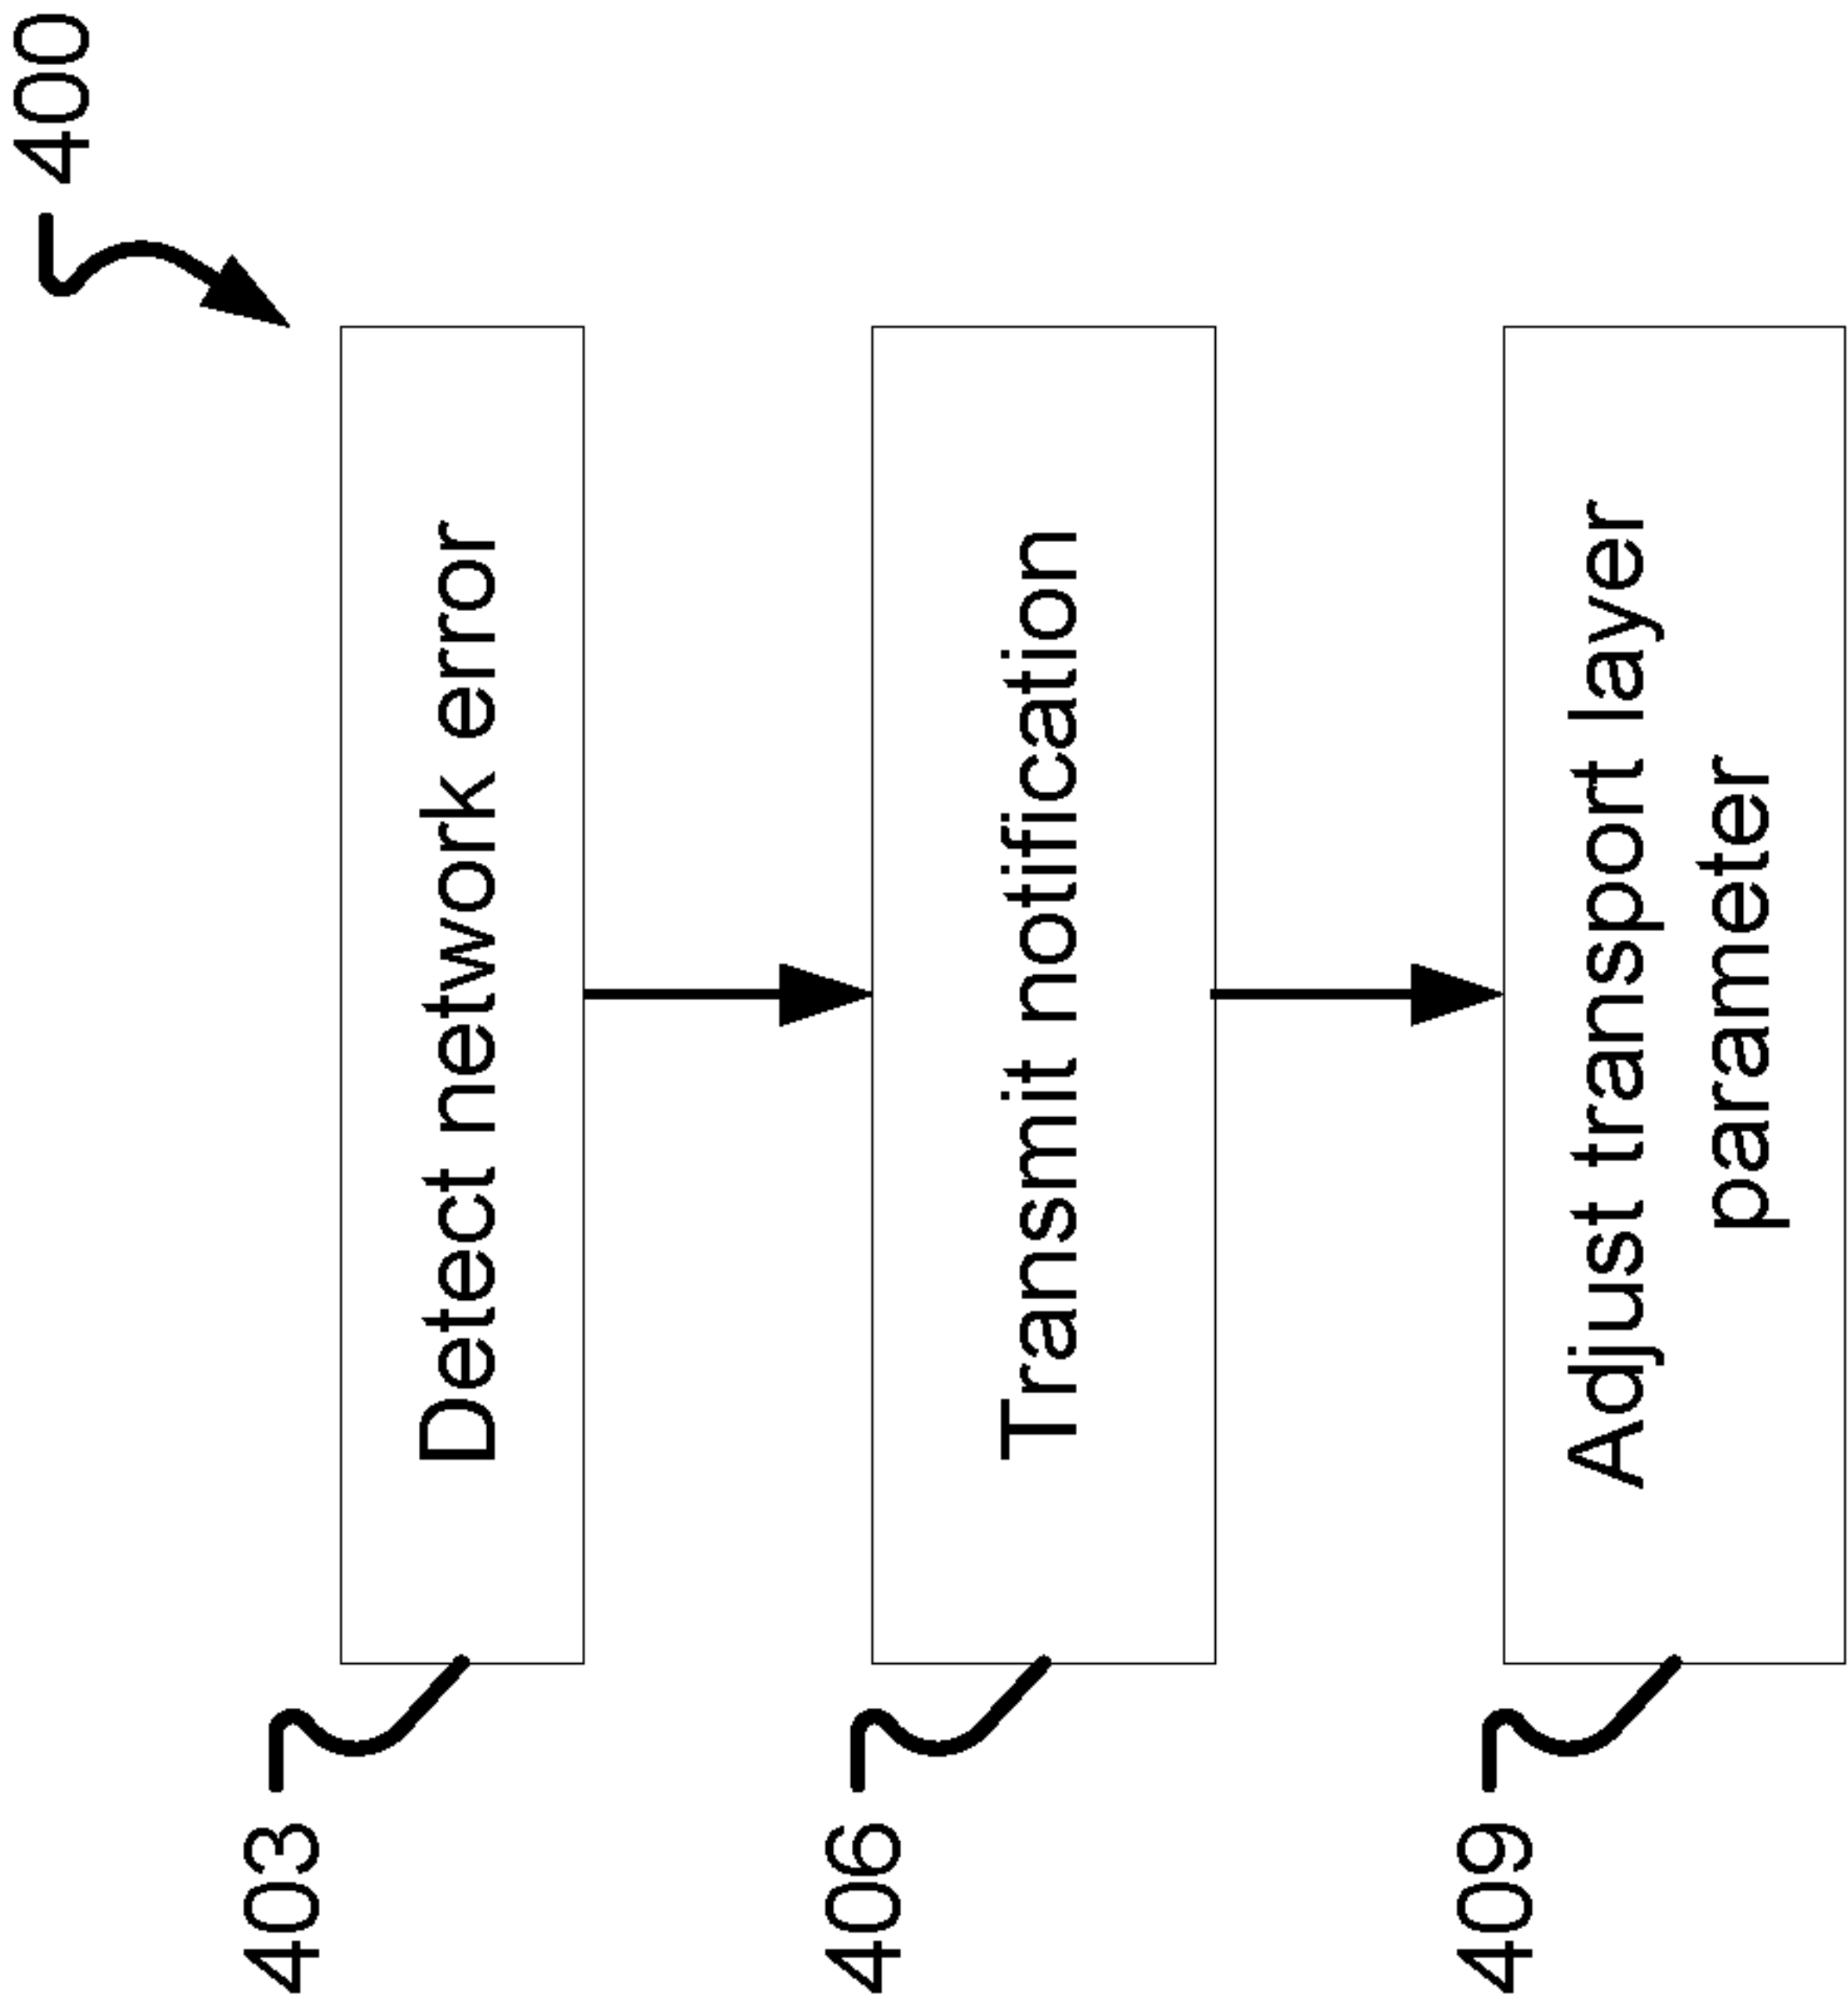 400
403
Detect network error
406
Transmit notification
409
Adjust transport layer
parameter